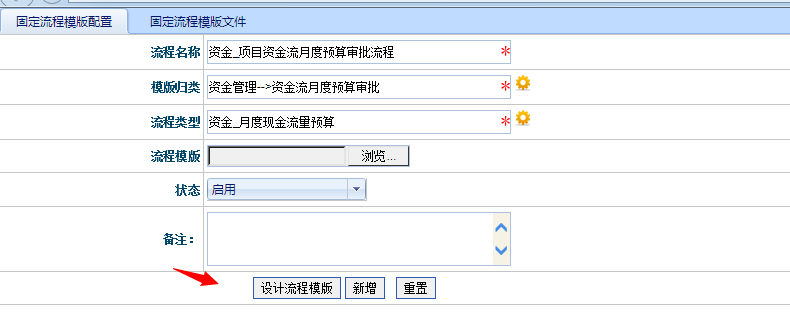 固定流程模版配置 固定流程模版文件
流程名称 资金_项目资金流月度预算审批流程 *
模版归类 资金管理-->资金流月度预算审批 *
流程类型 资金_月度现金流量预算 *
流程模版 浏览...
状态 启用
备注：
设计流程模版 新增 重置